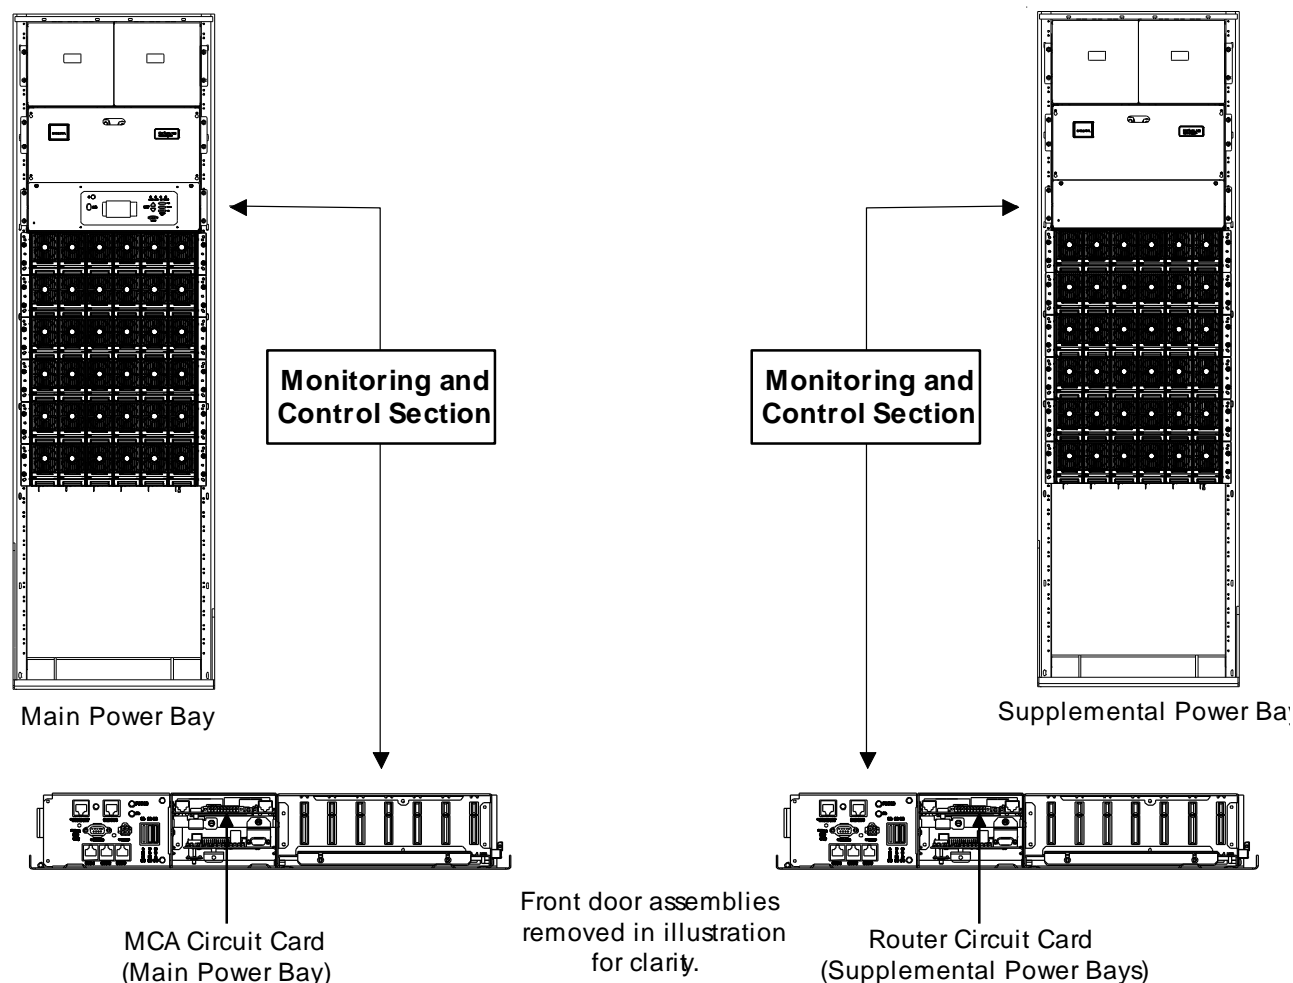 Monitoring and
Control Section
Monitoring and
Control Section
Main Power Bay
Supplemental Power Bay
MCA Circuit Card
(Main Power Bay)
Front door assemblies
removed in illustration
for clarity.
Router Circuit Card
(Supplemental Power Bays)